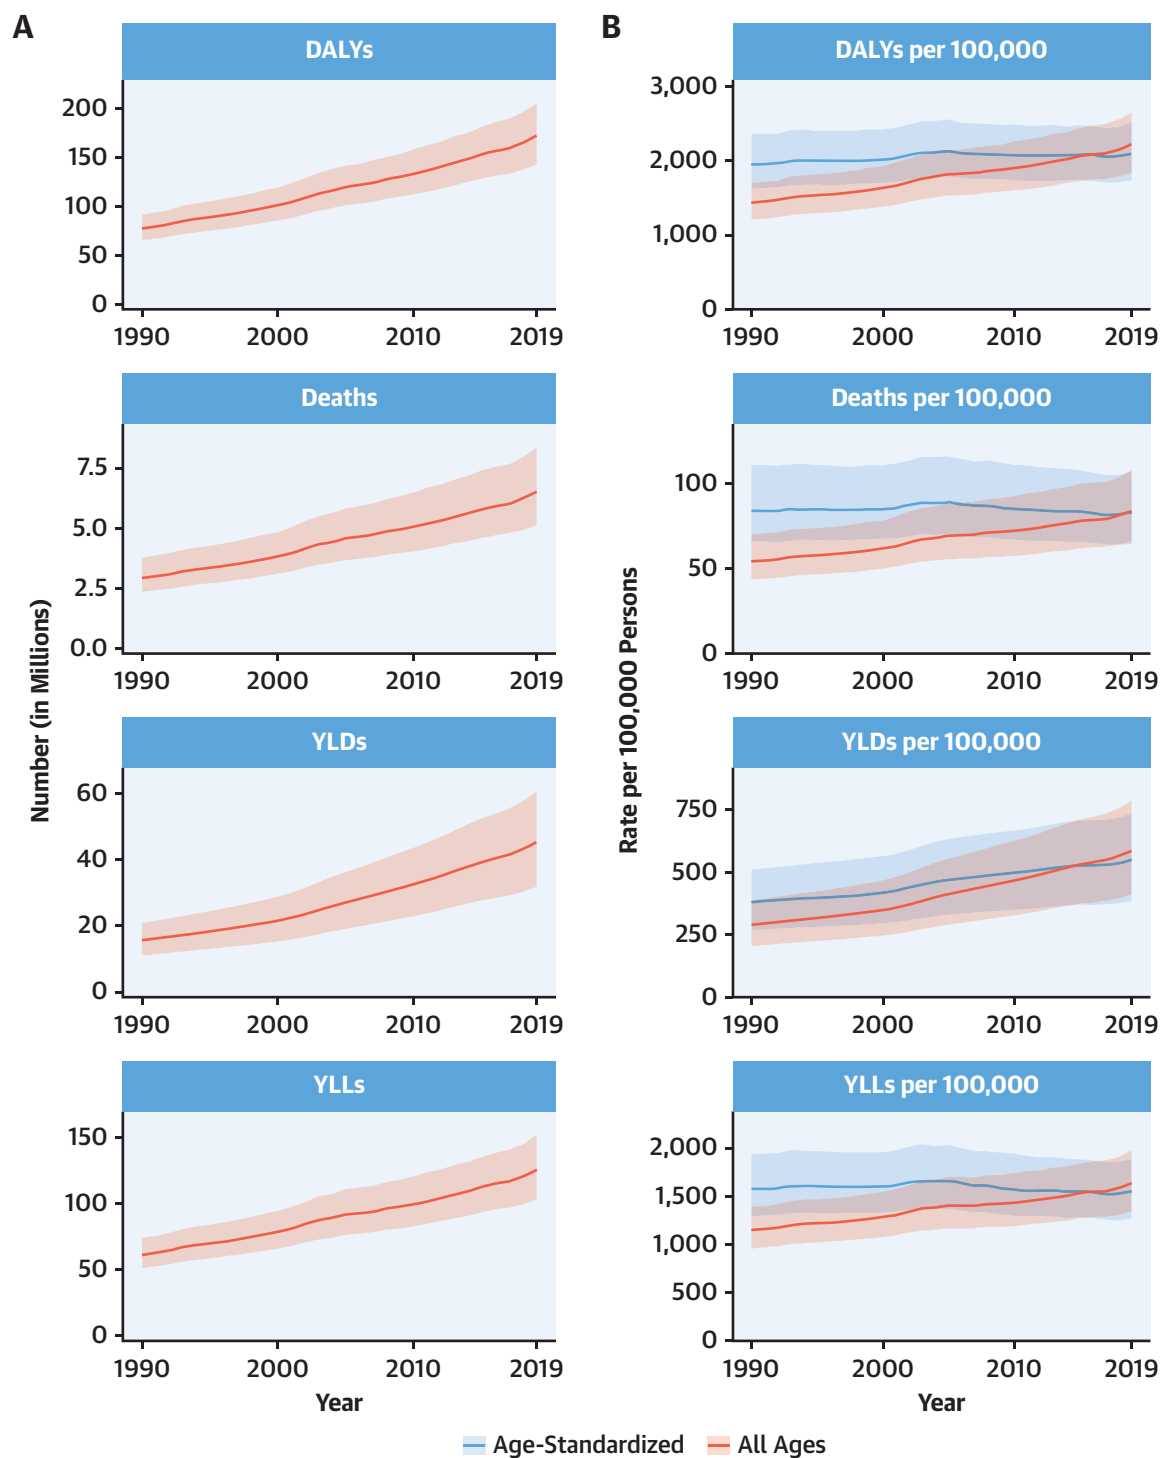 A
DALYs
200
150
100
50
0
1990 2000 2010 2019
Deaths
7.5
5.0
2.5
0.0
1990 2000 2010 2019
YLDs
60
40
20
0
1990 2000 2010 2019
YLLs
150
100
50
0
1990 2000 2010 2019
Year
Number (in Millions)
B
DALYs per 100,000
3,000
2,000
1,000
0
1990 2000 2010 2019
Deaths per 100,000
100
50
0
1990 2000 2010 2019
YLDs per 100,000
750
500
250
0
1990 2000 2010 2019
YLLs per 100,000
2,000
1,500
1,000
500
0
1990 2000 2010 2019
Year
Rate per 100,000 Persons
Age-Standardized All Ages